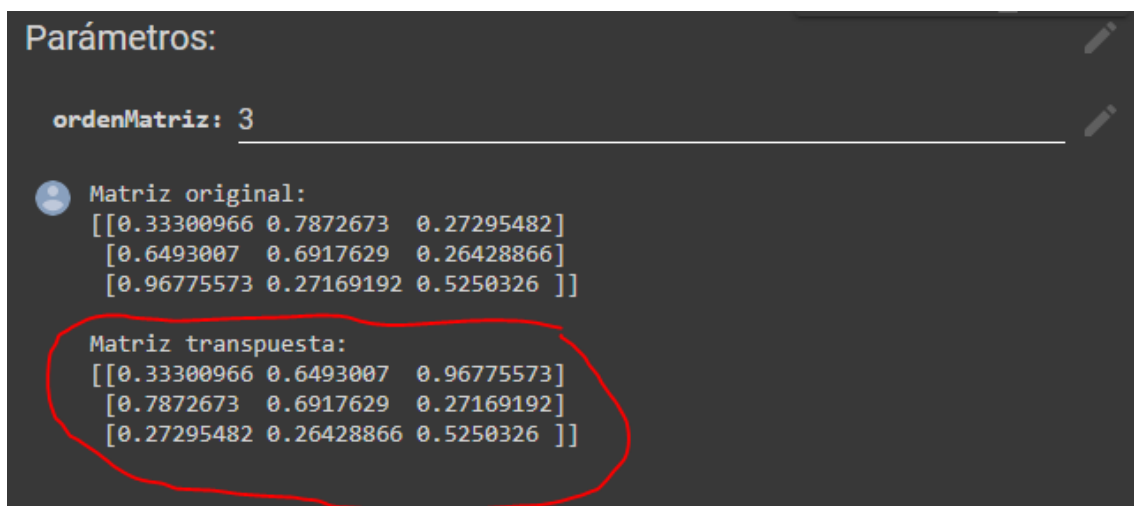 Parámetros:
ordenMatriz: 3
Matriz original:
[[0.33300966 0.7872673  0.27295482]
 [0.6493007  0.6917629  0.26428866]
 [0.96775573 0.27169192 0.5250326 ]]
Matriz transpuesta:
[[0.33300966 0.6493007  0.96775573]
 [0.7872673  0.6917629  0.27169192]
 [0.27295482 0.26428866 0.5250326 ]]